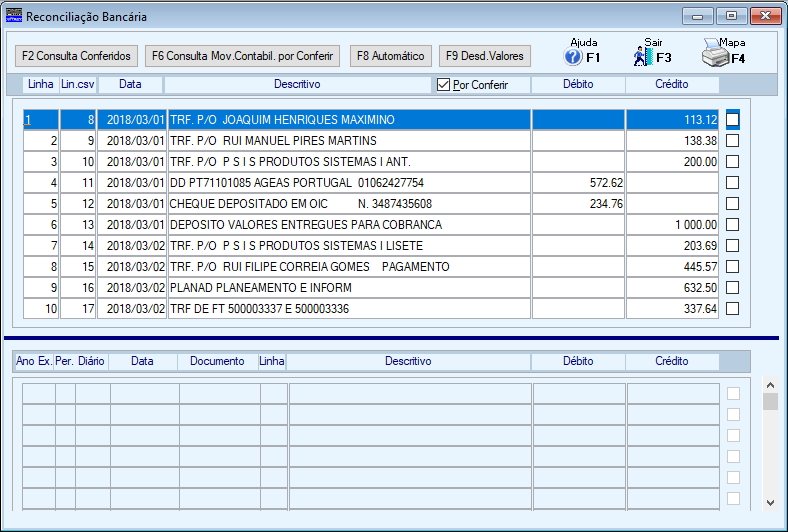 Reconciliação Bancária
F2 Consulta Conferidos F6 Consulta Mov.Contabil. por Conferir F8 Automático F9 Desd.Valores Ajuda F1 Sair F3 Mapa F4
Linha Lin.csv Data Descritivo Por Conferir Débito Crédito
1 8 2018/03/01 TRF. P/O JOAQUIM HENRIQUES MAXIMINO 113.12
2 9 2018/03/01 TRF. P/O RUI MANUEL PIRES MARTINS 138.38
3 10 2018/03/01 TRF. P/O P S I S PRODUTOS SISTEMAS I ANT. 200.00
4 11 2018/03/01 DD PT71101085 AGEAS PORTUGAL 01062427754 572.62
5 12 2018/03/01 CHEQUE DEPOSITADO EM OIC N. 3487435608 234.76
6 13 2018/03/01 DEPOSITO VALORES ENTREGUES PARA COBRANCA 1 000.00
7 14 2018/03/02 TRF. P/O P S I S PRODUTOS SISTEMAS I LISETE 203.69
8 15 2018/03/02 TRF. P/O RUI FILIPE CORREIA GOMES PAGAMENTO 445.57
9 16 2018/03/02 PLANAD PLANEAMENTO E INFORM 632.50
10 17 2018/03/02 TRF DE FT 500003337 E 500003336 337.64
Ano Ex. Per. Diário Data Documento Linha Descritivo Débito Crédito